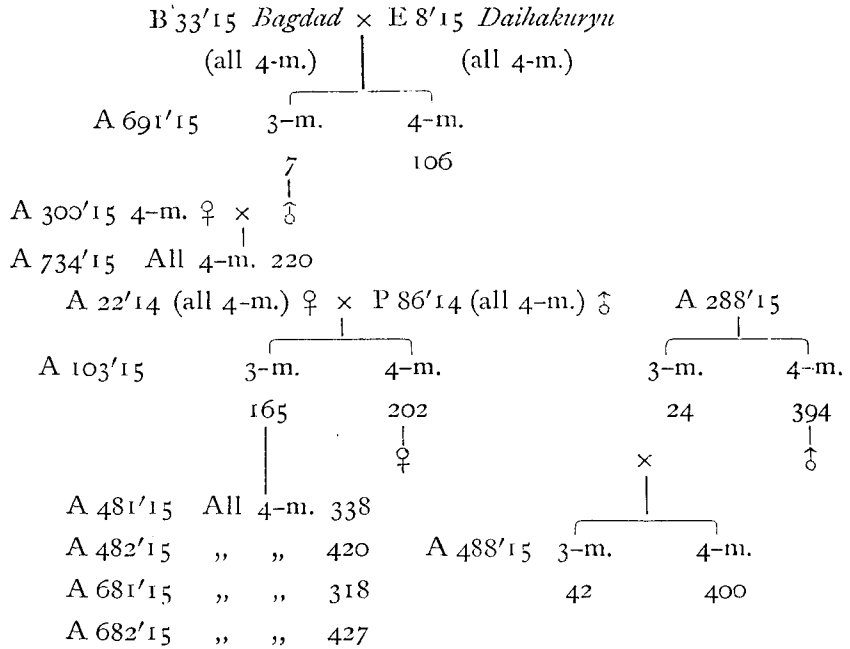 B 33'15 Bagdad × E 8'15 Daihakuryu
(all 4-m.) (all 4-m.)
A 691'15 3-m. 4-m.
7 106
A 300'15 4-m. ♀ × ♂
A 734'15 All 4-m. 220
A 22'14 (all 4-m.) ♀ × P 86'14 (all 4-m.) ♂ A 288'15
A 103'15 3-m. 4-m. 3-m. 4-m.
165 202 24 394
♀ × ♂
A 481'15 All 4-m. 338
A 482'15 ,, ,, 420 A 488'15 3-m. 4-m.
A 681'15 ,, ,, 318 42 400
A 682'15 ,, ,, 427